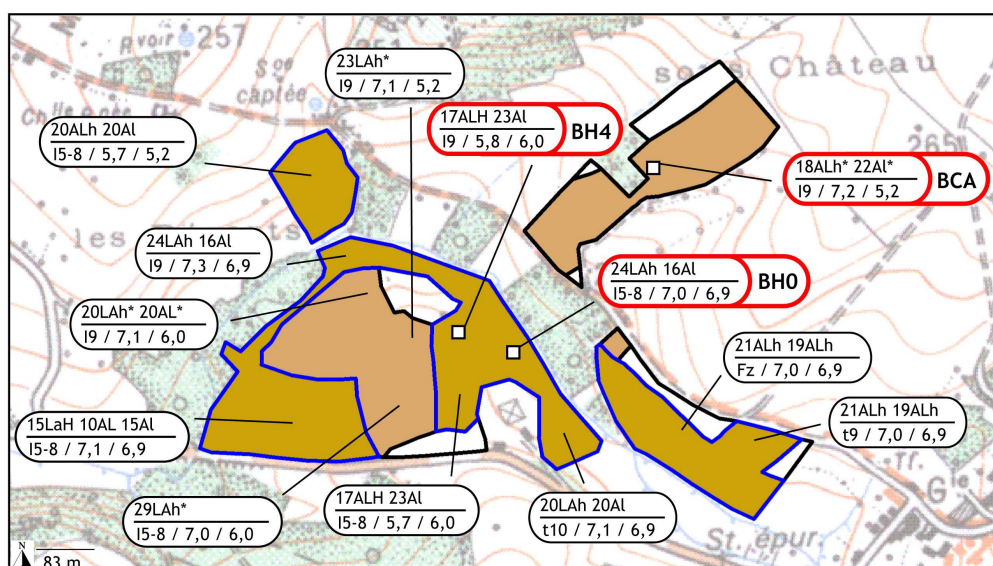 257
23LAh*
I9 / 7,1 / 5,2
sous Château
Sce
captée
17ALH 23Al
I9 / 5,8 / 6,0
BH4
20ALh 20Al
I5-8 / 5,7 / 5,2
265
18ALh* 22Al*
I9 / 7,2 / 5,2
BCA
les
24LAh 16Al
I9 / 7,3 / 6,9
24LAh 16Al
I5-8 / 7,0 / 6,9
BH0
20LAh* 20AL*
I9 / 7,1 / 6,0
21ALh 19ALh
Fz / 7,0 / 6,9
15LaH 10AL 15Al
I5-8 / 7,1 / 6,9
21ALh 19ALh
t9 / 7,0 / 6,9
29LAh*
I5-8 / 7,0 / 6,0
17ALH 23Al
I5-8 / 5,7 / 6,0
20LAh 20Al
t10 / 7,1 / 6,9
Tr.
Gie
St. épur.
N
83 m